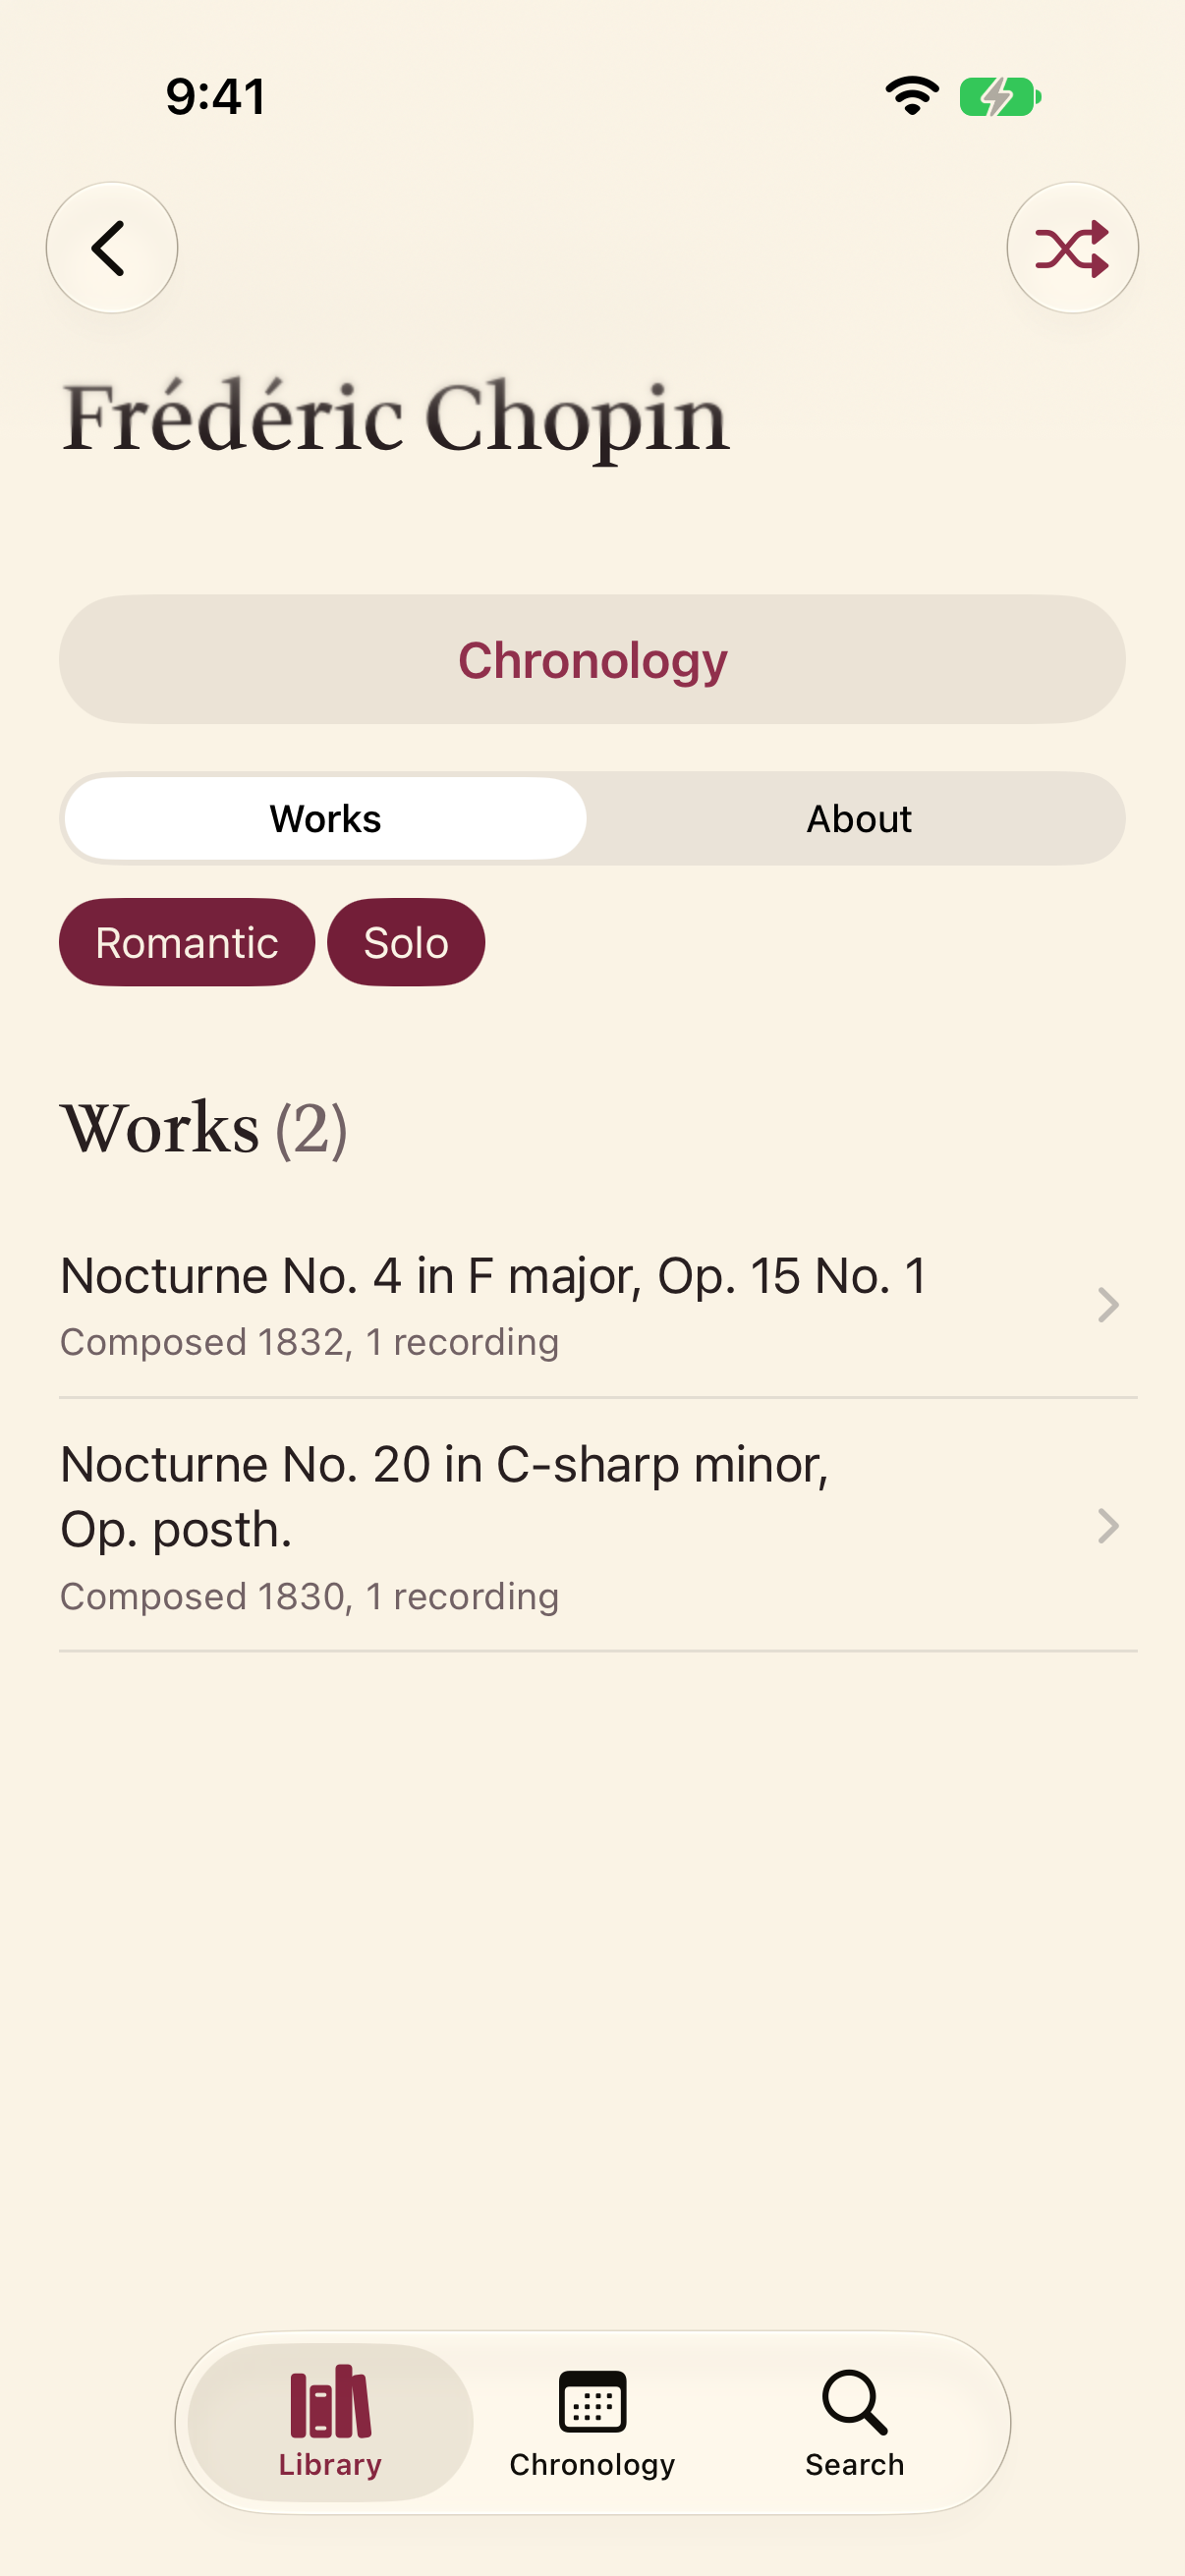 9:41
Frédéric Chopin
Chronology
Works
About
Romantic
Solo
Works (2)
Nocturne No. 4 in F major, Op. 15 No. 1
Composed 1832, 1 recording
Nocturne No. 20 in C-sharp minor,
Op. posth.
Composed 1830, 1 recording
Library
Chronology
Search